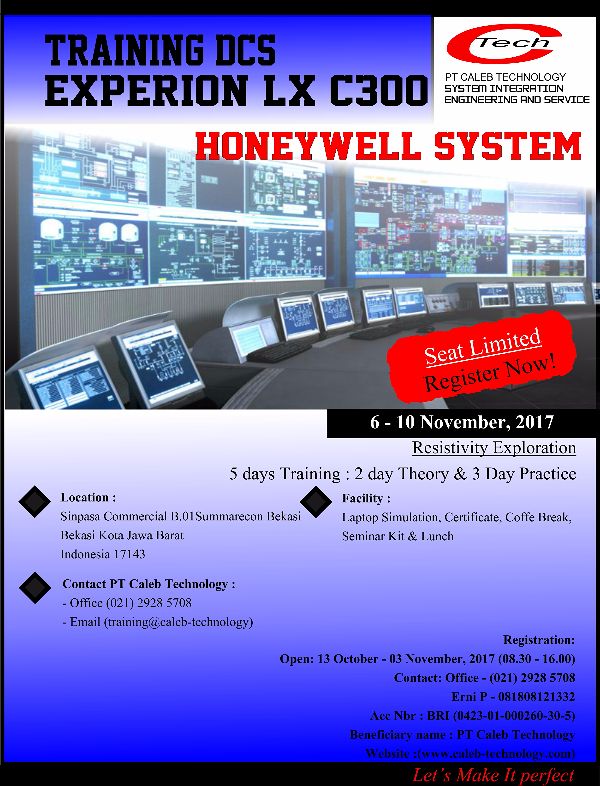 TRAINING DCS
EXPERION LX C300
C
Tech
PT CALEB TECHNOLOGY
SYSTEM INTEGRATION
ENGINEERING AND SERVICE
HONEYWELL SYSTEM
Seat Limited
Register Now!
6 - 10 November, 2017
Resistivity Exploration
5 days Training : 2 day Theory & 3 Day Practice
Location :
Sinpasa Commercial B.01Summarecon Bekasi
Bekasi Kota Jawa Barat
Indonesia 17143
Facility :
Laptop Simulation, Certificate, Coffe Break,
Seminar Kit & Lunch
Contact PT Caleb Technology :
- Office (021) 2928 5708
- Email (training@caleb-technology)
Registration:
Open: 13 October - 03 November, 2017 (08.30 - 16.00)
Contact: Office - (021) 2928 5708
Erni P - 081808121332
Acc Nbr : BRI (0423-01-000260-30-5)
Beneficiary name : PT Caleb Technology
Website :(www.caleb-technology.com)
Let's Make It perfect